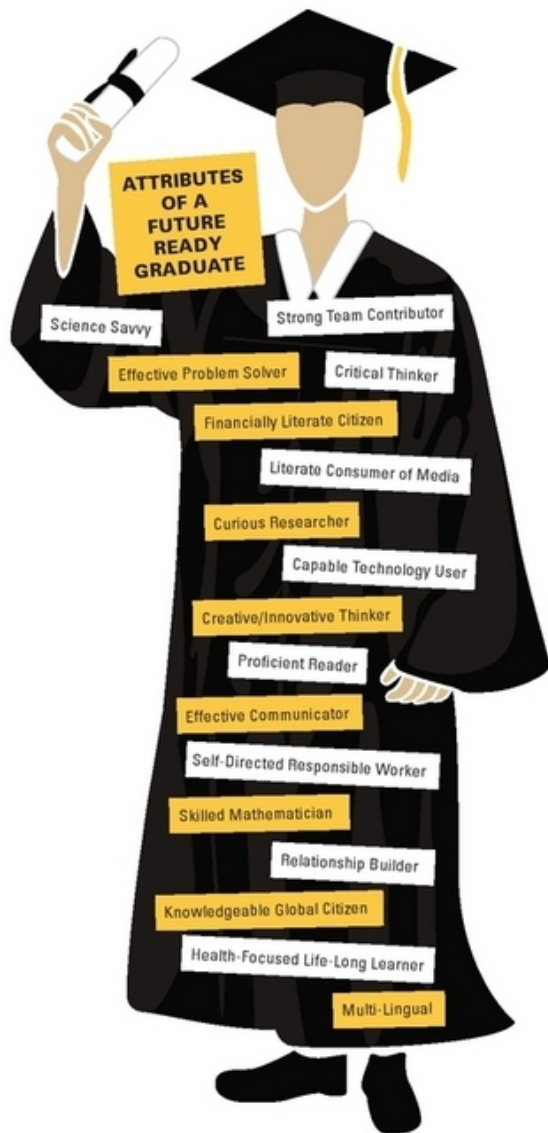 ATTRIBUTES
OF A
FUTURE
READY
GRADUATE
Science Savvy
Strong Team Contributor
Effective Problem Solver
Critical Thinker
Financially Literate Citizen
Literate Consumer of Media
Curious Researcher
Capable Technology User
Creative/Innovative Thinker
Proficient Reader
Effective Communicator
Self-Directed Responsible Worker
Skilled Mathematician
Relationship Builder
Knowledgeable Global Citizen
Health-Focused Life-Long Learner
Multi-Lingual